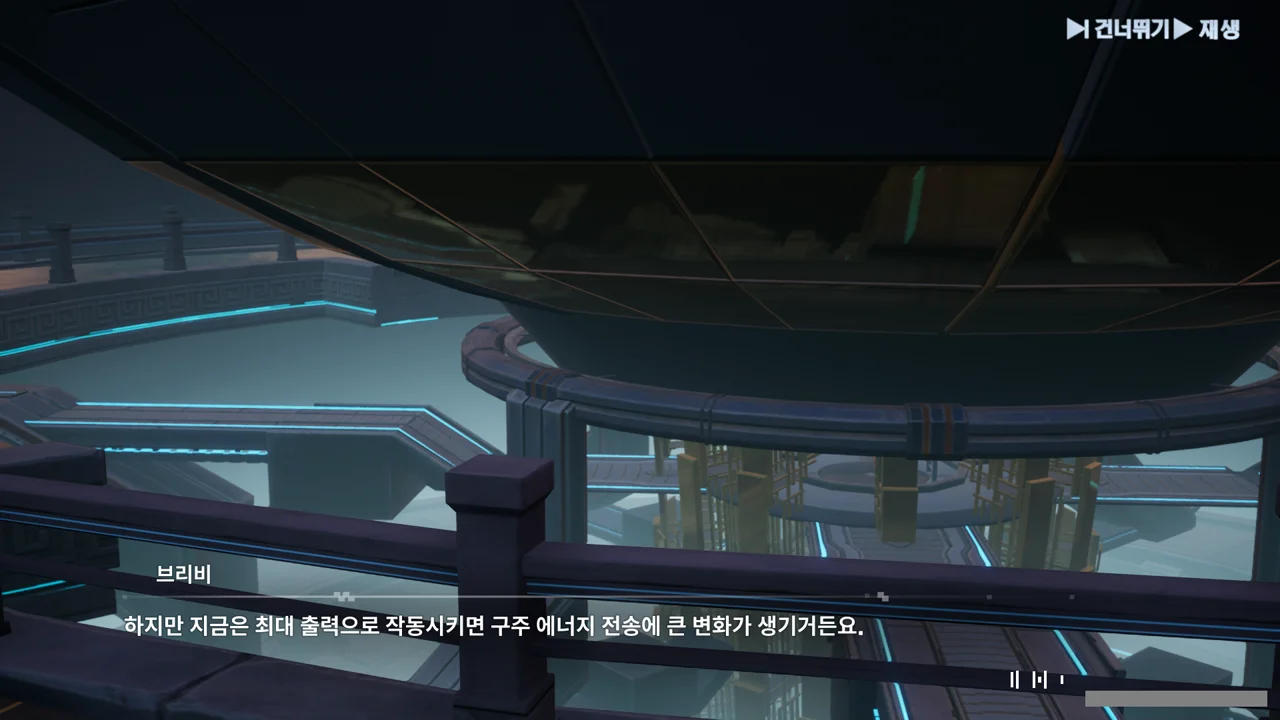 건너뛰기 재생
브리비
하지만 지금은 최대 출력으로 작동시키면 구주 에너지 전송에 큰 변화가 생기거든요.